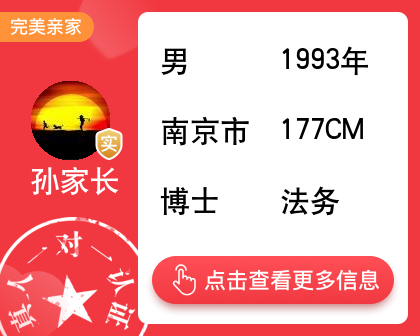 完美亲家
男 1993年
南京市 177CM
实
孙家长
博士 法务
真人一对一认证
点击查看更多信息